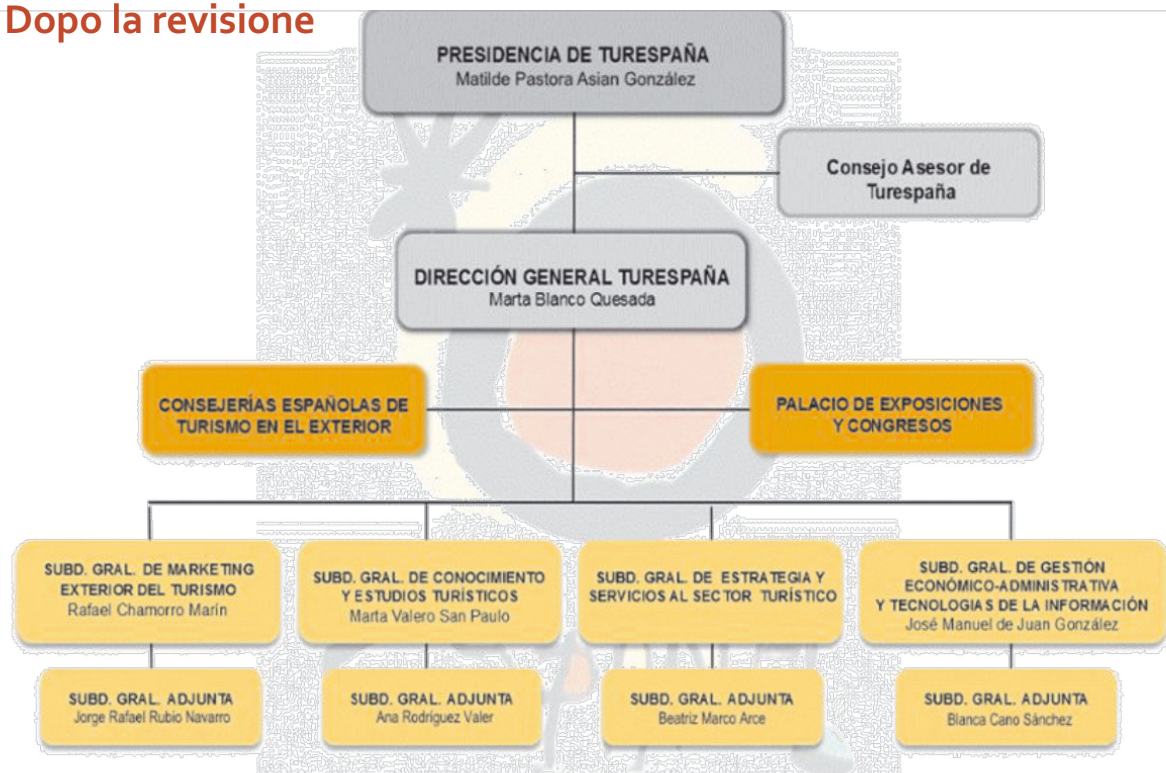 Dopo la revisione
PRESIDENCIA DE TURESPAÑA
Matilde Pastora Asian González
Consejo Asesor de
Turespaña
DIRECCIÓN GENERAL TURESPAÑA
Marta Blanco Quesada
CONSEJERÍAS ESPAÑOLAS DE
TURISMO EN EL EXTERIOR
PALACIO DE EXPOSICIONES
Y CONGRESOS
SUBD. GRAL. DE MARKETING
EXTERIOR DEL TURISMO
Rafael Chamorro Marín
SUBD. GRAL. DE CONOCIMIENTO
Y ESTUDIOS TURÍSTICOS
Marta Valero San Paulo
SUBD. GRAL. DE ESTRATEGIA Y
SERVICIOS AL SECTOR TURÍSTICO
SUBD. GRAL. DE GESTIÓN
ECONÓMICO-ADMINISTRATIVA
Y TECNOLOGIAS DE LA INFORMACIÓN
José Manuel de Juan González
SUBD. GRAL. ADJUNTA
Jorge Rafael Rubio Navarro
SUBD. GRAL. ADJUNTA
Ana Rodríguez Valer
SUBD. GRAL. ADJUNTA
Beatriz Marco Arce
SUBD. GRAL. ADJUNTA
Blanca Cano Sánchez